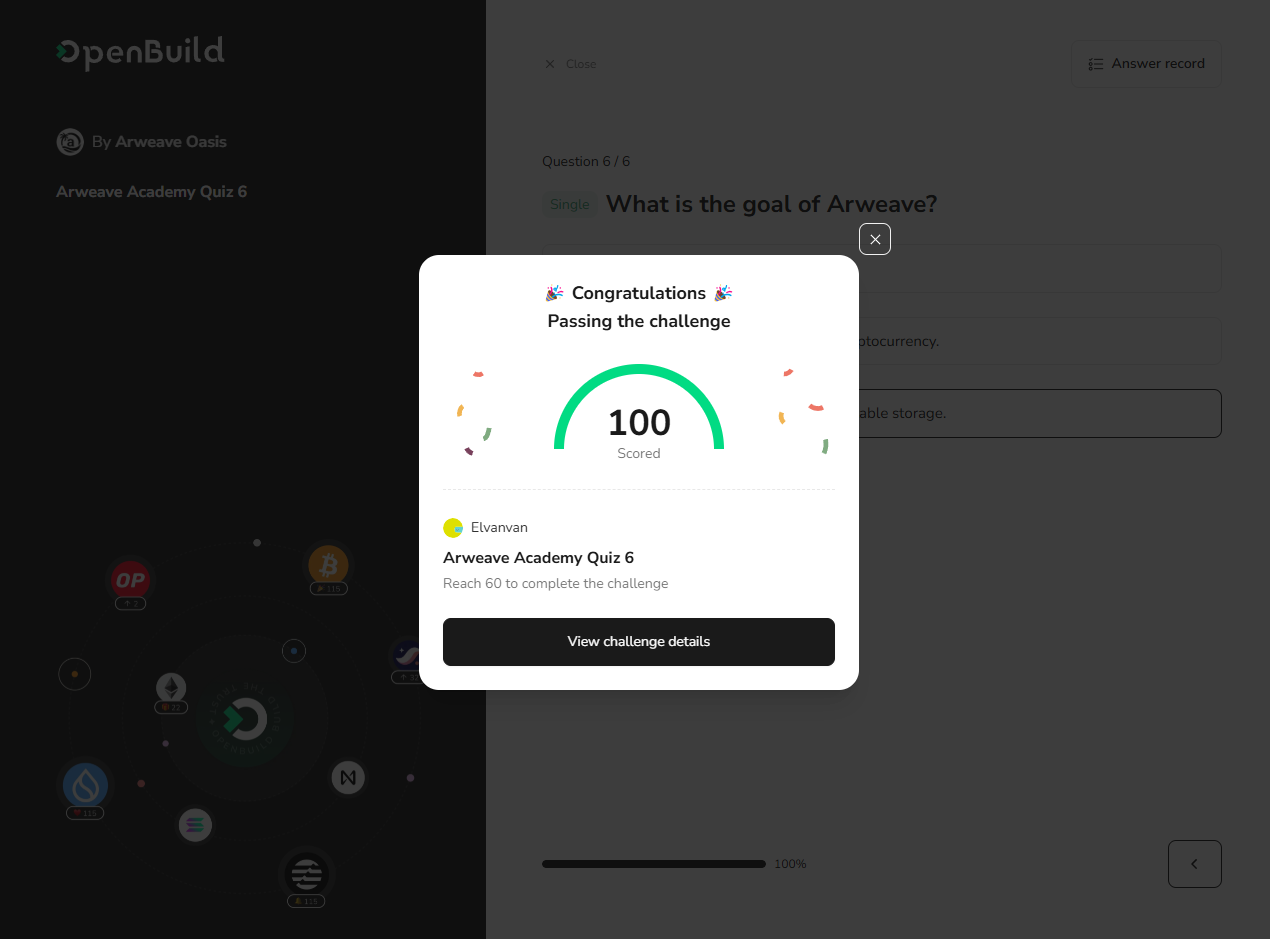 OpenBuild
By Arweave Oasis
Arweave Academy Quiz 6
Close
Answer record
Question 6 / 6
Single What is the goal of Arweave?
ptocurrency.
able storage.
Congratulations
Passing the challenge
100
Scored
Elvanvan
Arweave Academy Quiz 6
Reach 60 to complete the challenge
View challenge details
OP
2
115
22
115
115
100%